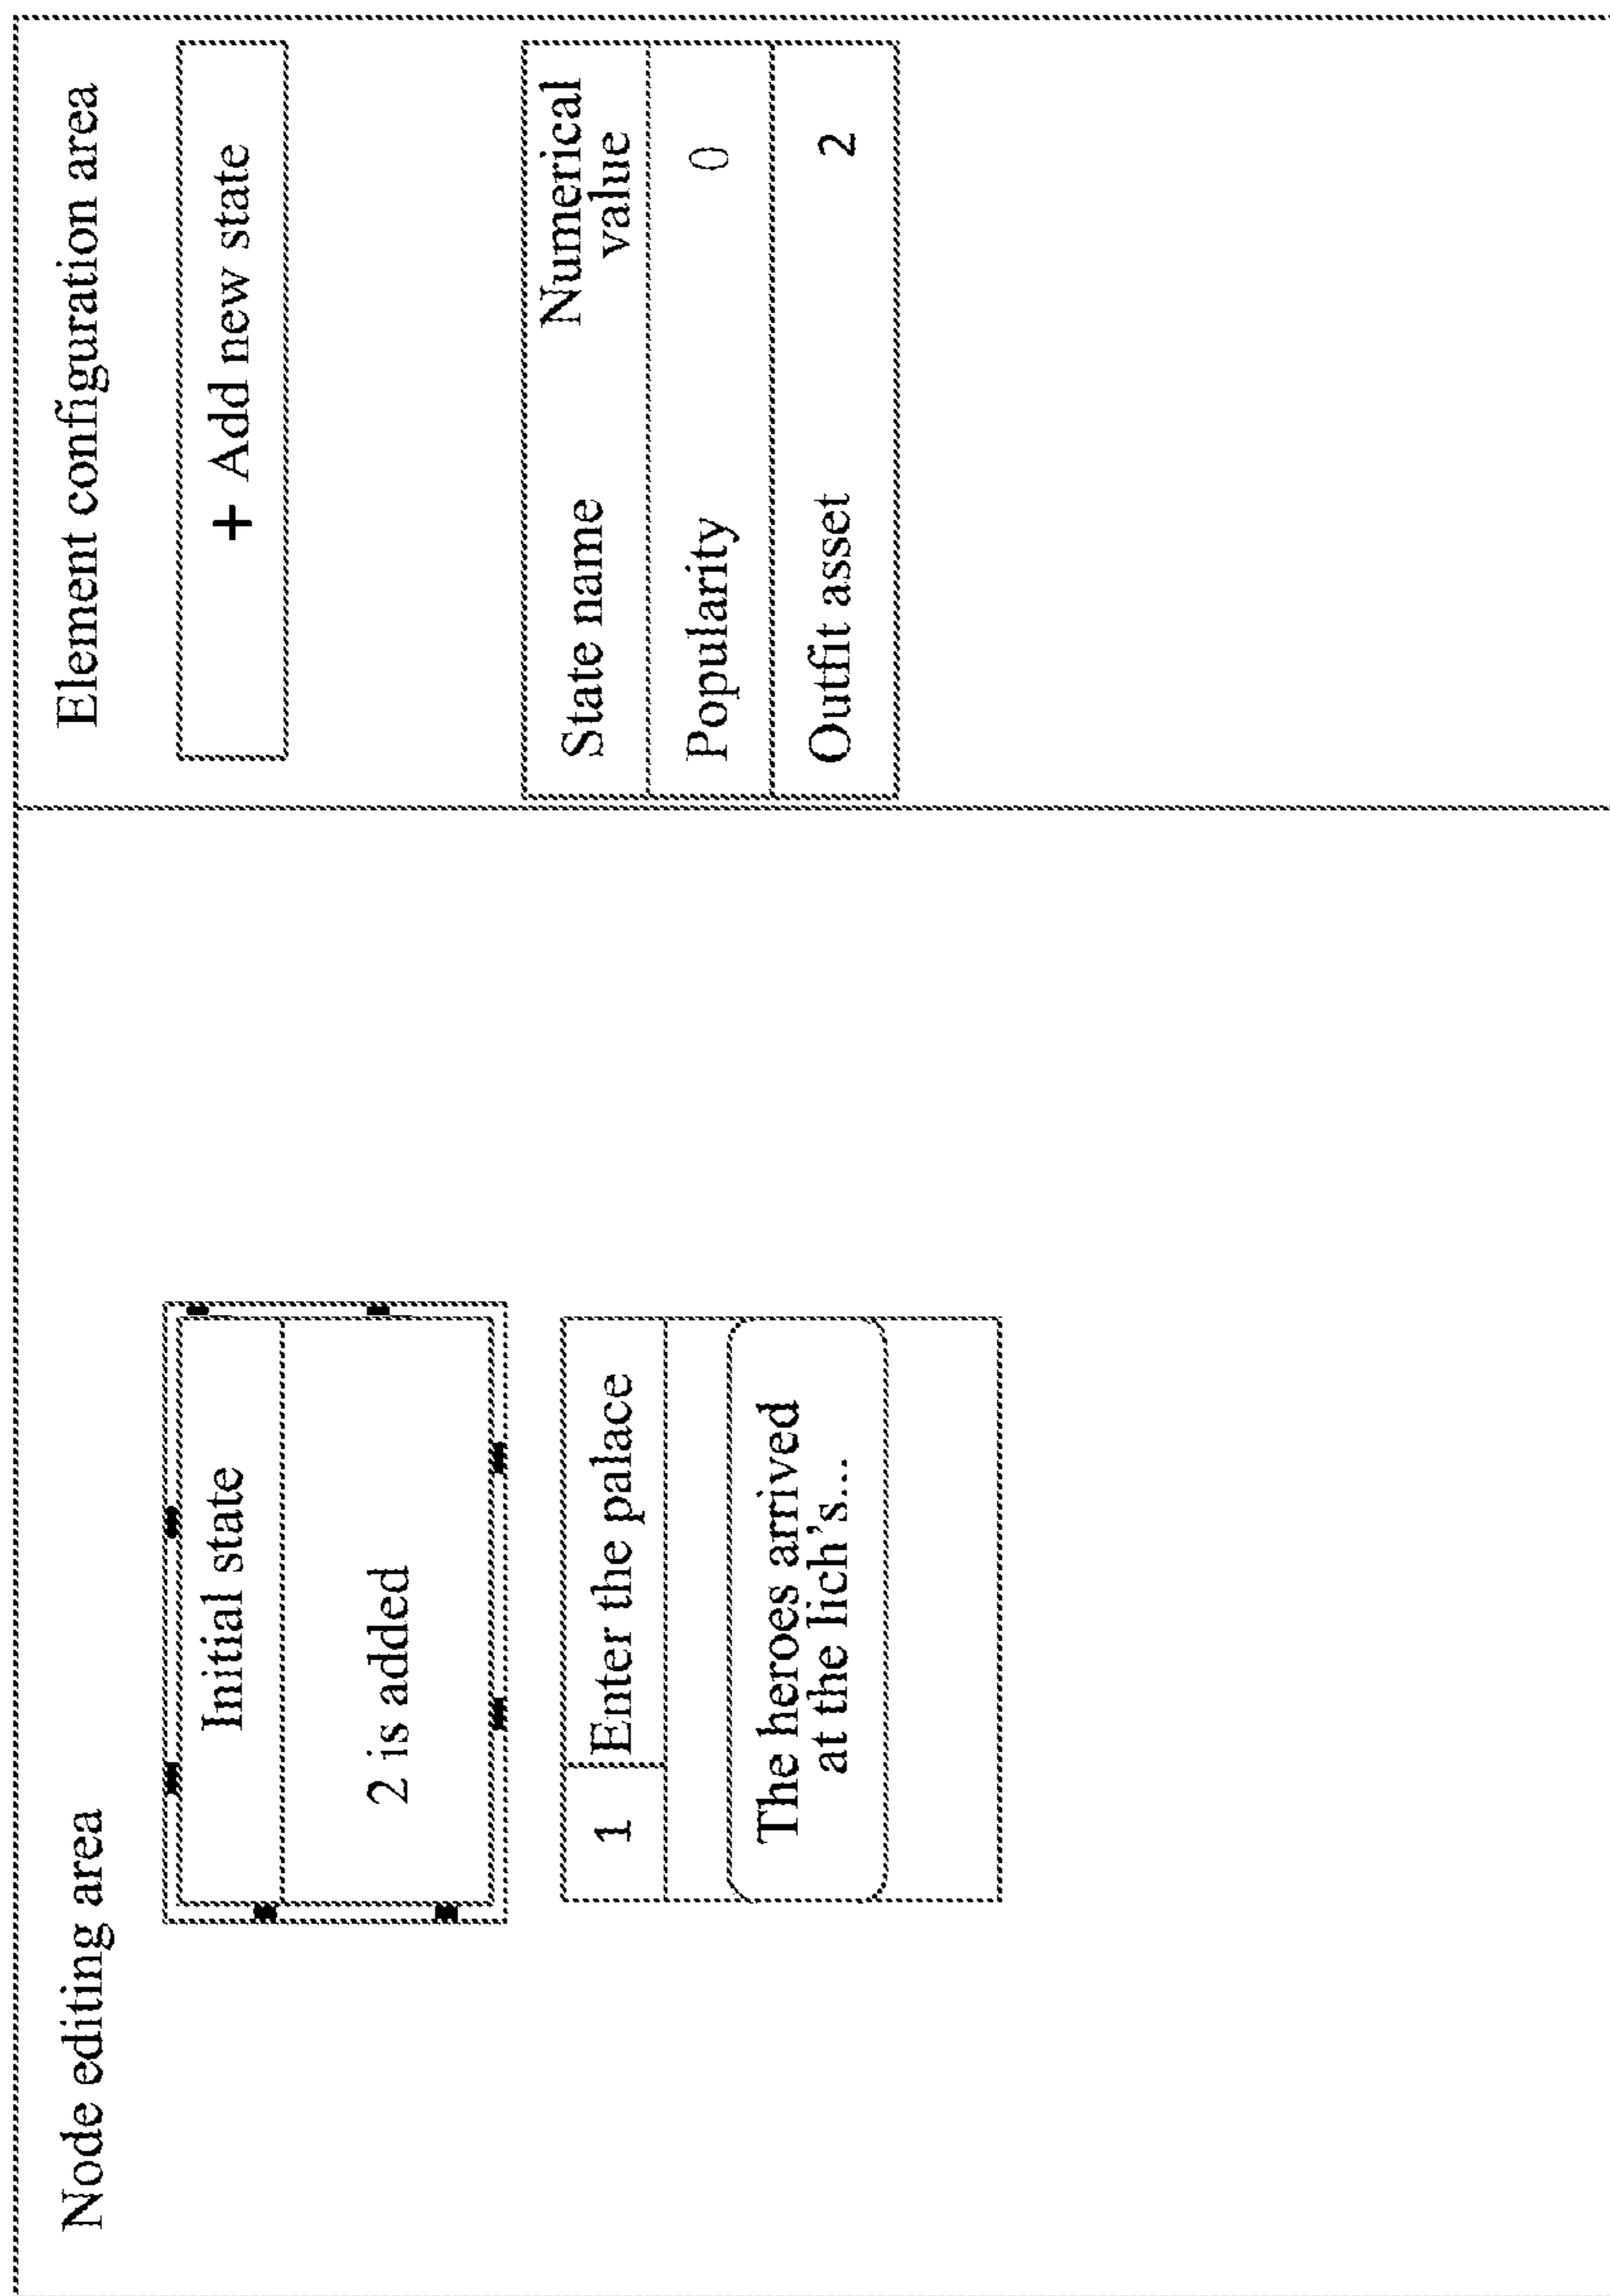 Node editing area
Initial state
2 is added
1 Enter the palace
The heroes arrived
at the lich's...
Element configuration area
+ Add new state
State name Numerical
value
Popularity 0
Outfit asset 2